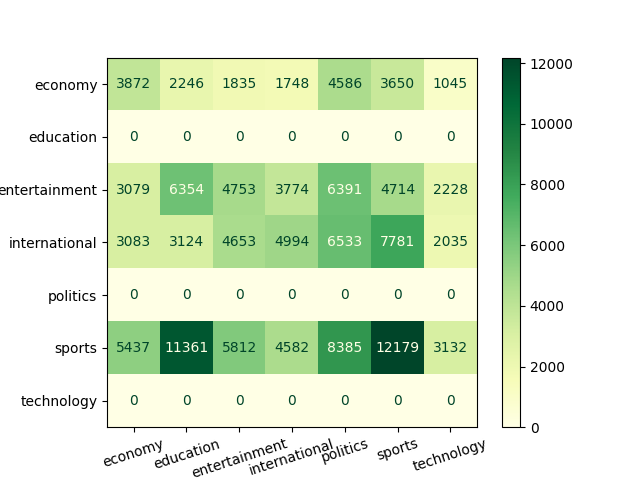 economy 3872 2246 1835 1748 4586 3650 1045
education 0 0 0 0 0 0 0
entertainment 3079 6354 4753 3774 6391 4714 2228
international 3083 3124 4653 4994 6533 7781 2035
politics 0 0 0 0 0 0 0
sports 5437 11361 5812 4582 8385 12179 3132
technology 0 0 0 0 0 0 0
economy education entertainment international politics sports technology
12000
10000
8000
6000
4000
2000
0